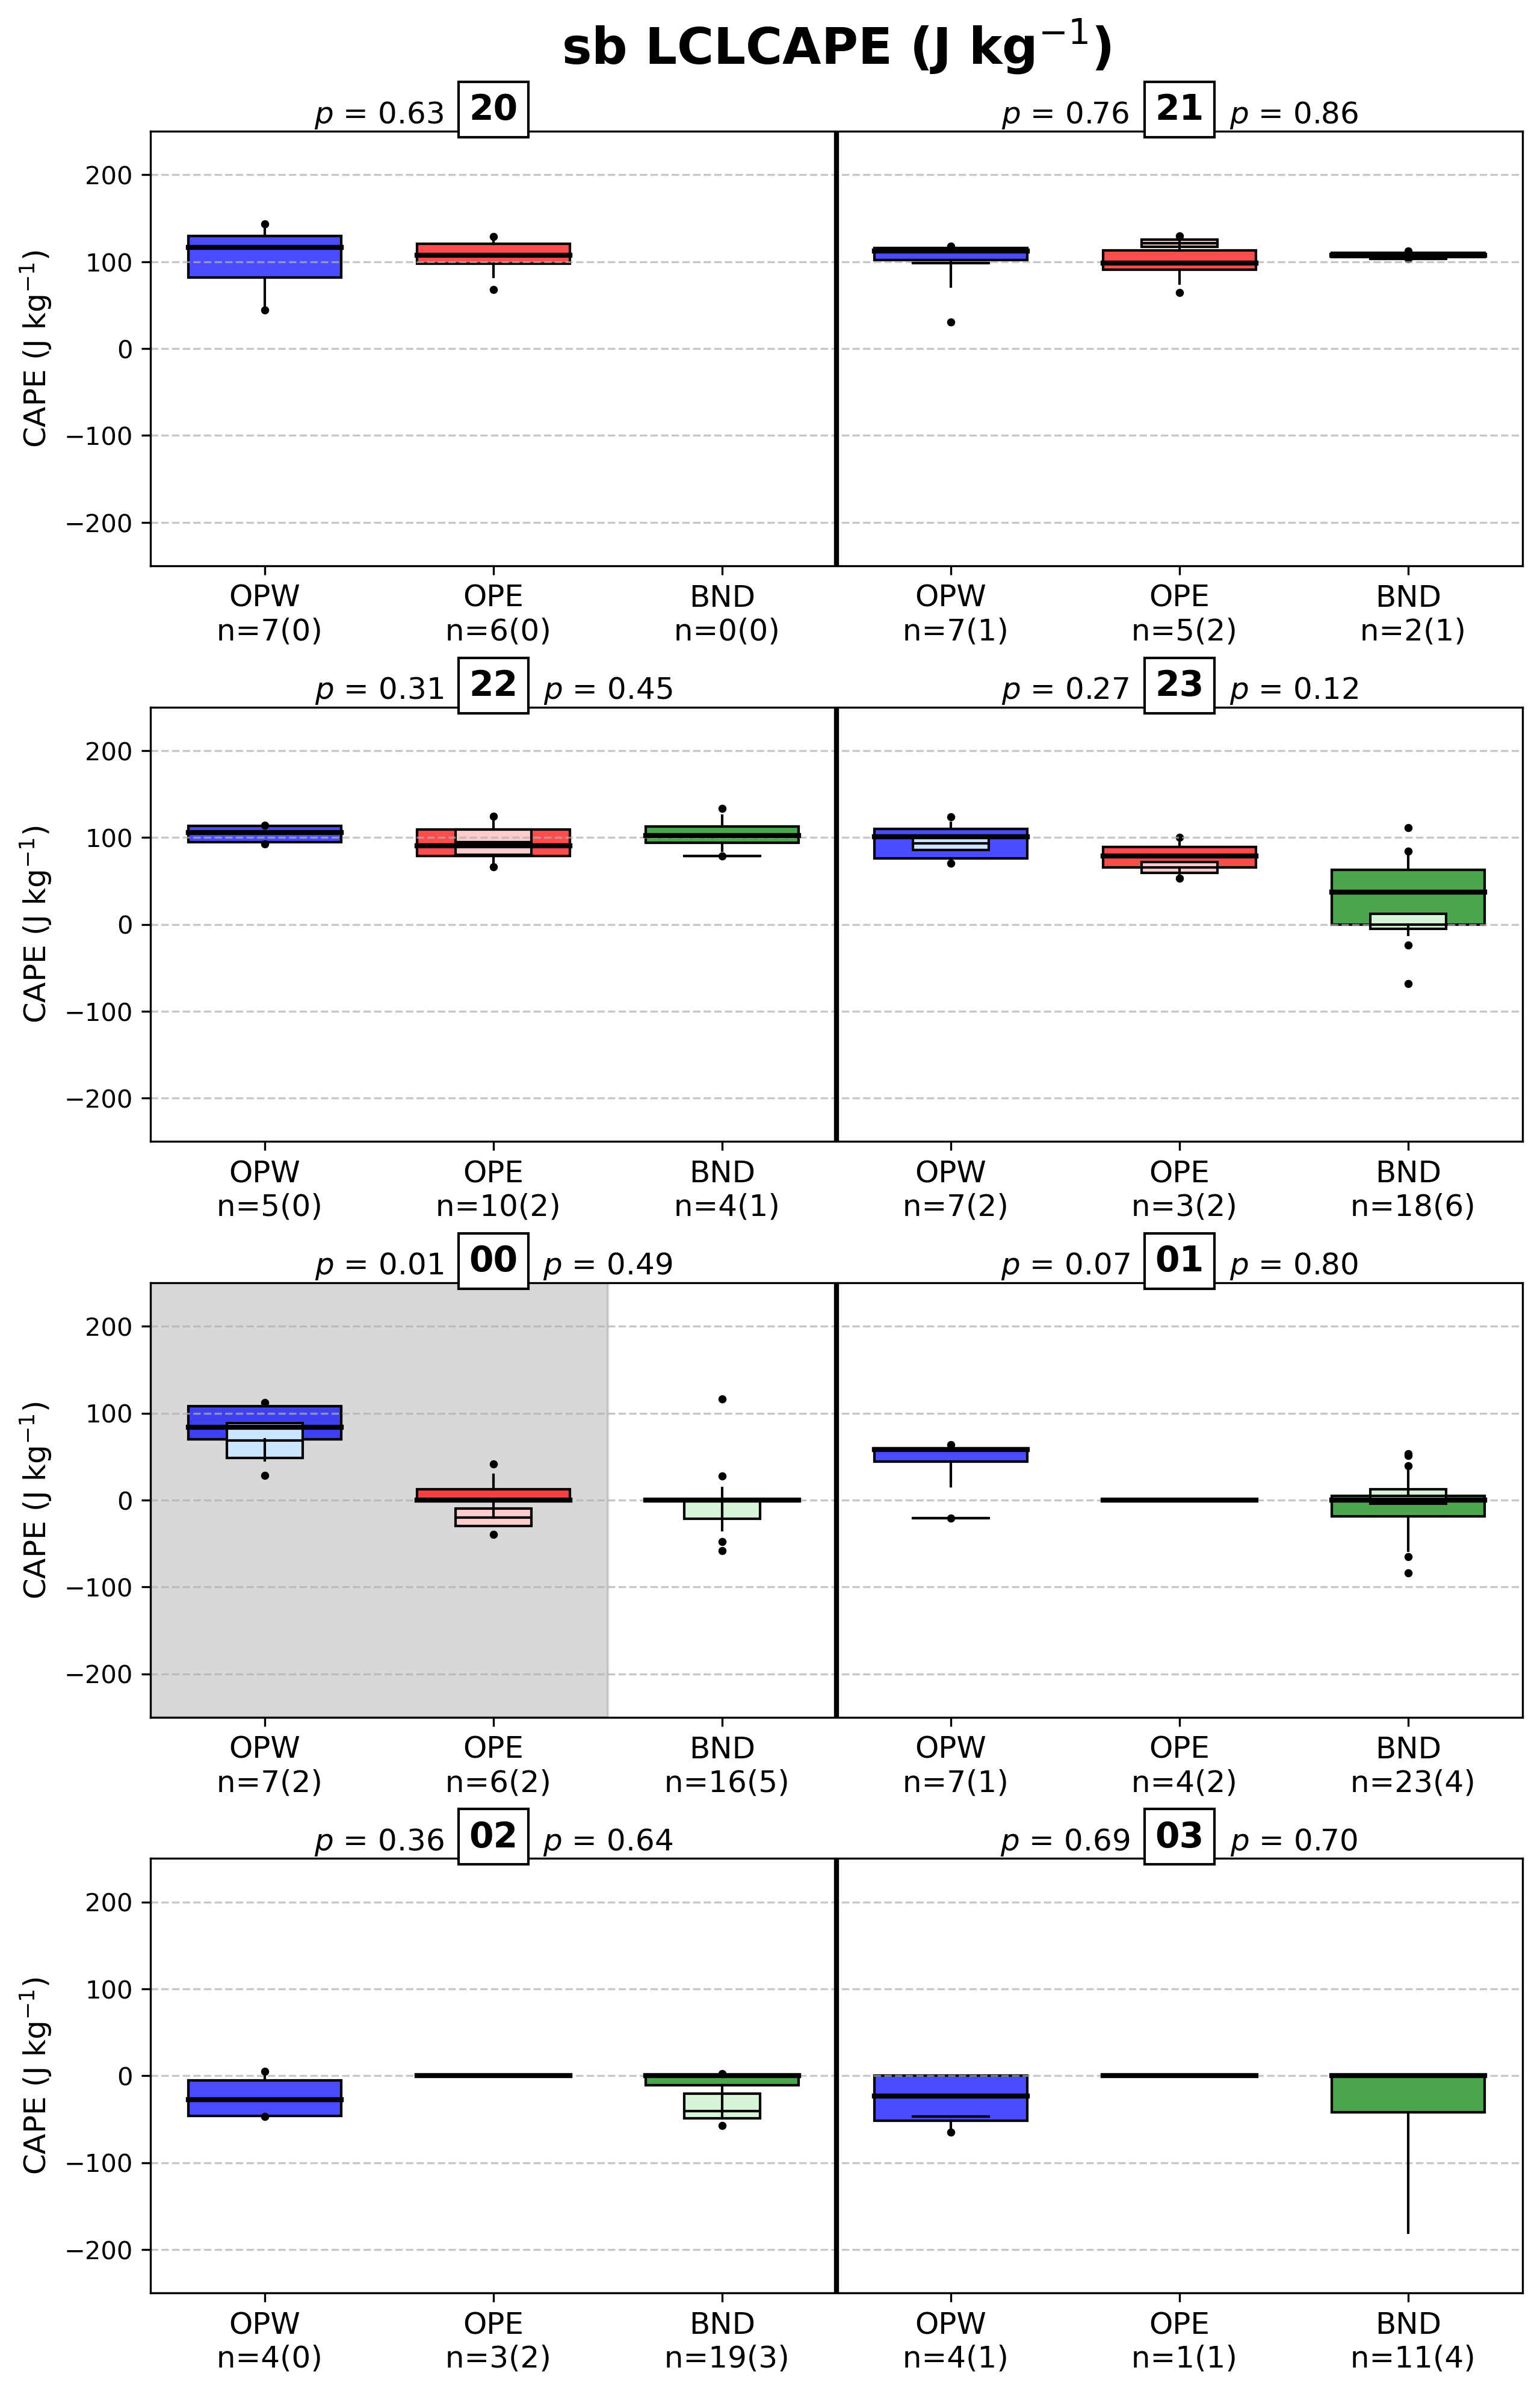 sb LCLCAPE (J kg⁻¹)
p = 0.63 20
p = 0.76 21 p = 0.86
CAPE (J kg⁻¹)
200
100
0
−100
−200
OPW OPE BND OPW OPE BND
n=7(0) n=6(0) n=0(0) n=7(1) n=5(2) n=2(1)
p = 0.31 22 p = 0.45
p = 0.27 23 p = 0.12
CAPE (J kg⁻¹)
200
100
0
−100
−200
OPW OPE BND OPW OPE BND
n=5(0) n=10(2) n=4(1) n=7(2) n=3(2) n=18(6)
p = 0.01 00 p = 0.49
p = 0.07 01 p = 0.80
CAPE (J kg⁻¹)
200
100
0
−100
−200
OPW OPE BND OPW OPE BND
n=7(2) n=6(2) n=16(5) n=7(1) n=4(2) n=23(4)
p = 0.36 02 p = 0.64
p = 0.69 03 p = 0.70
CAPE (J kg⁻¹)
200
100
0
−100
−200
OPW OPE BND OPW OPE BND
n=4(0) n=3(2) n=19(3) n=4(1) n=1(1) n=11(4)